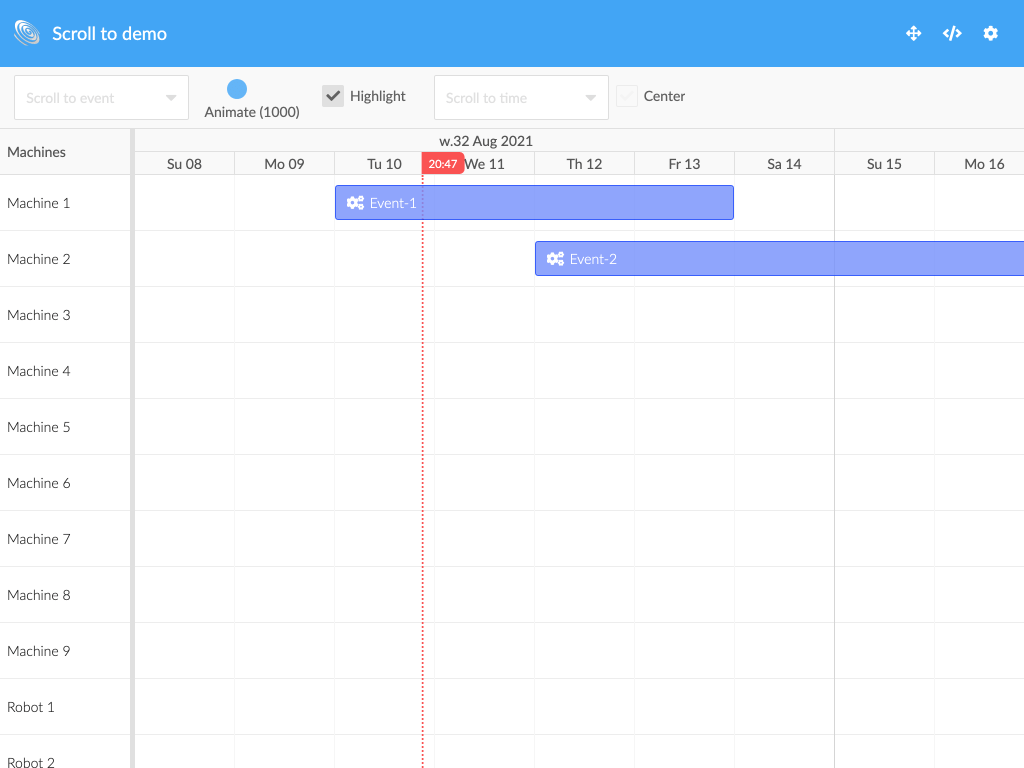 Scroll to demo
Scroll to event
Animate (1000)
Highlight
Scroll to time
Center
Machines
w.32 Aug 2021
Su 08 Mo 09 Tu 10 20:47 We 11 Th 12 Fr 13 Sa 14 Su 15 Mo 16
Machine 1 Event-1
Machine 2 Event-2
Machine 3
Machine 4
Machine 5
Machine 6
Machine 7
Machine 8
Machine 9
Robot 1
Robot 2